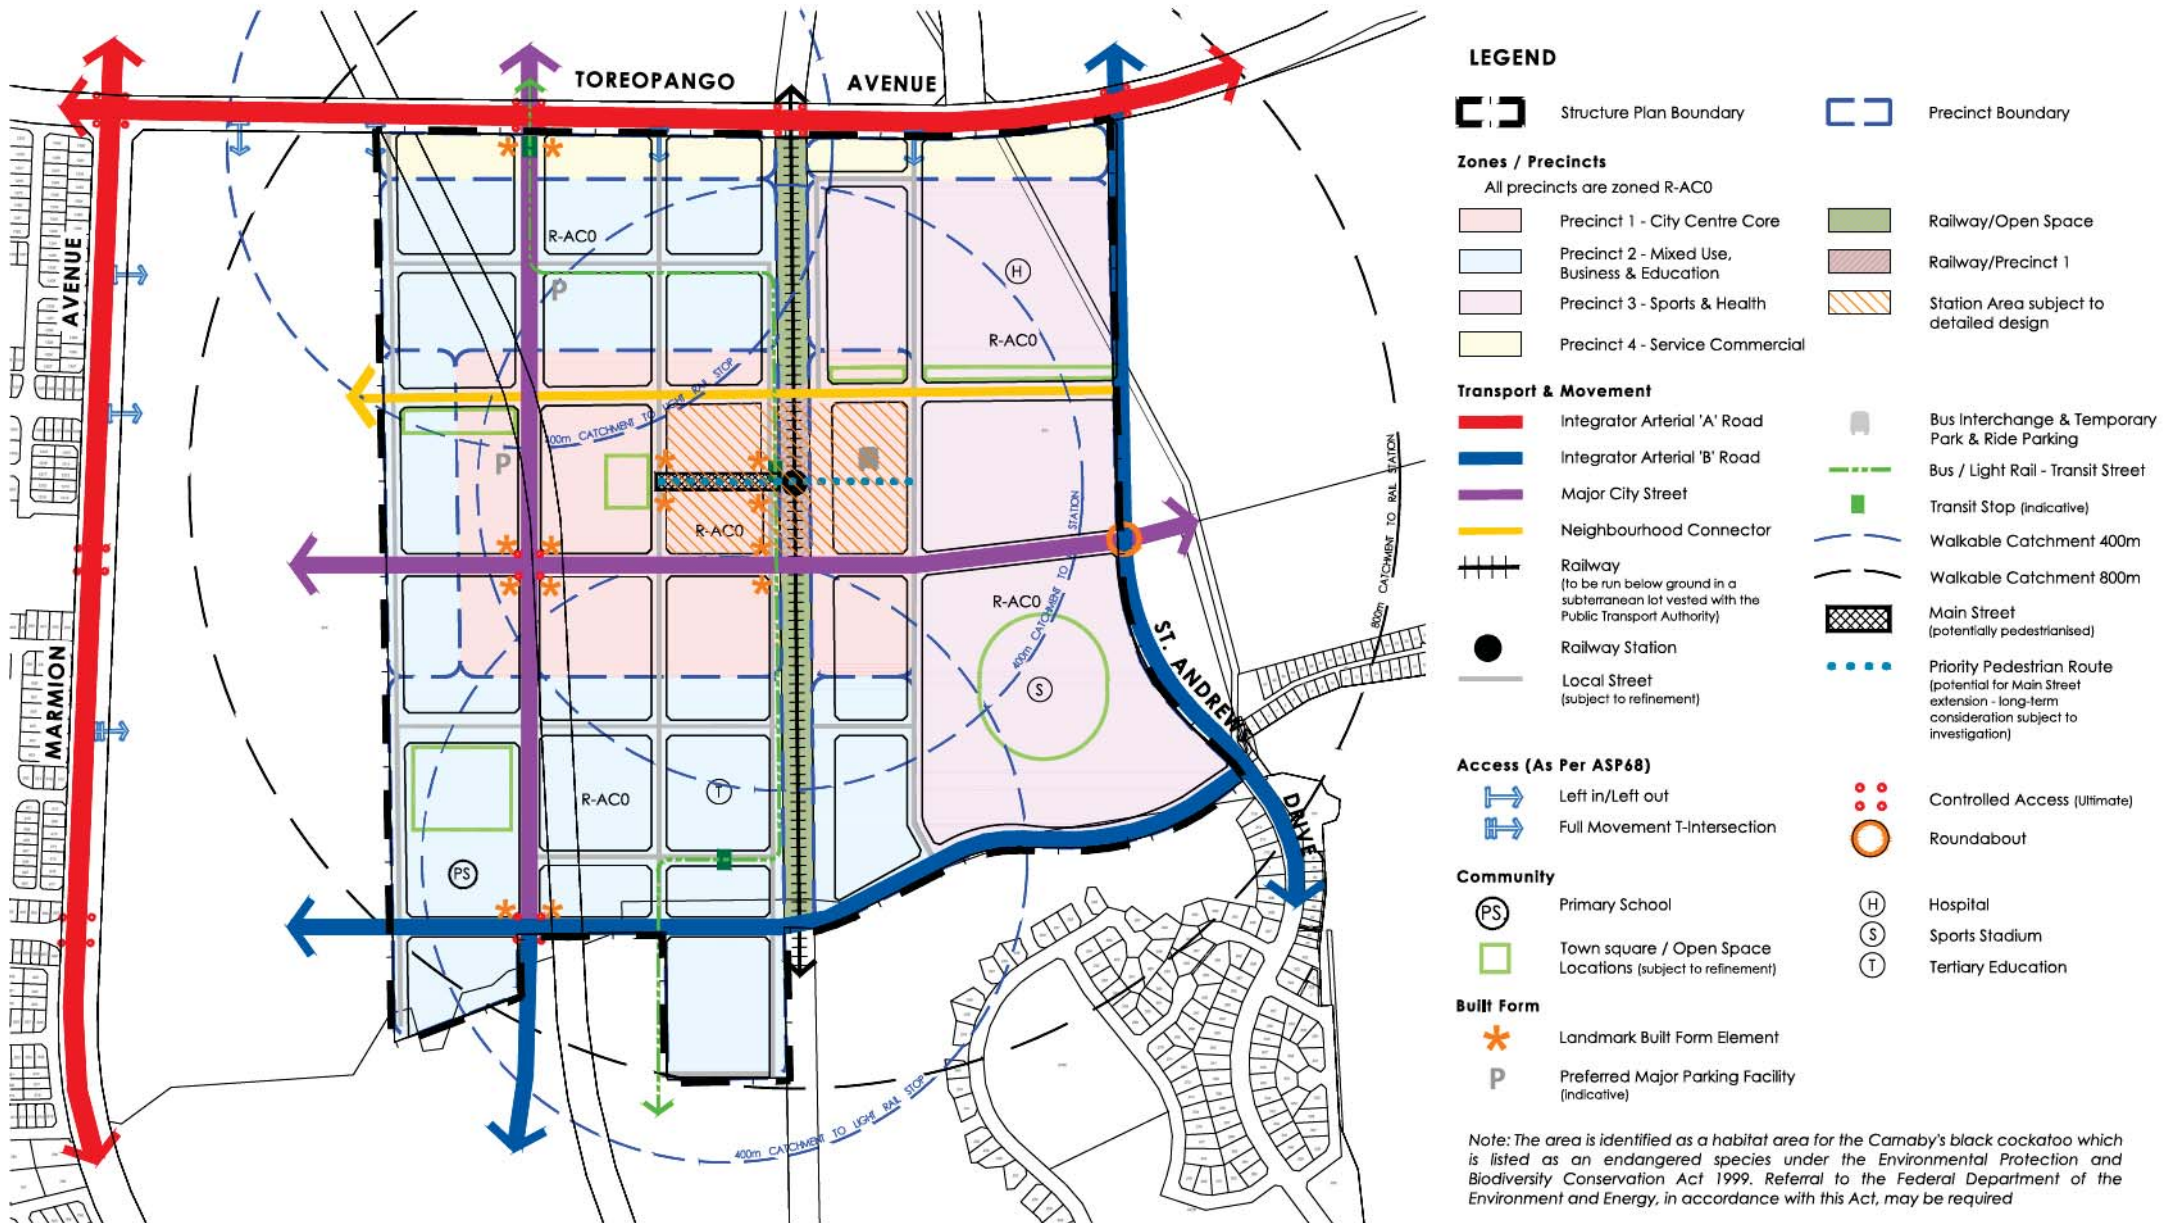 TOREOPANGO AVENUE
AVENUE
MARMION
ST. ANDREWS
DRIVE
R-AC0
P
H
R-AC0
P
R-AC0
R-AC0
S
R-AC0
T
PS
400m CATCHMENT TO LIGHT RAIL STOP
400m CATCHMENT TO STATION
800m CATCHMENT TO RAIL STATION
400m CATCHMENT TO LIGHT RAIL STOP
LEGEND
Structure Plan Boundary
Precinct Boundary
Zones / Precincts
All precincts are zoned R-AC0
Precinct 1 - City Centre Core
Railway/Open Space
Precinct 2 - Mixed Use,
Business & Education
Railway/Precinct 1
Precinct 3 - Sports & Health
Station Area subject to
detailed design
Precinct 4 - Service Commercial
Transport & Movement
Integrator Arterial 'A' Road
Integrator Arterial 'B' Road
Major City Street
Neighbourhood Connector
Railway
(to be run below ground in a
subterranean lot vested with the
Public Transport Authority)
Railway Station
Local Street
(subject to refinement)
Bus Interchange & Temporary
Park & Ride Parking
Bus / Light Rail - Transit Street
Transit Stop (indicative)
Walkable Catchment 400m
Walkable Catchment 800m
Main Street
(potentially pedestrianised)
Priority Pedestrian Route
(potential for Main Street
extension - long-term
consideration subject to
investigation)
Access (As Per ASP68)
Left in/Left out
Full Movement T-Intersection
Controlled Access (Ultimate)
Roundabout
Community
PS
Primary School
Town square / Open Space
Locations (subject to refinement)
H
Hospital
S
Sports Stadium
T
Tertiary Education
Built Form
Landmark Built Form Element
P
Preferred Major Parking Facility
(indicative)
Note: The area is identified as a habitat area for the Carnaby's black cockatoo which
is listed as an endangered species under the Environmental Protection and
Biodiversity Conservation Act 1999. Referral to the Federal Department of the
Environment and Energy, in accordance with this Act, may be required